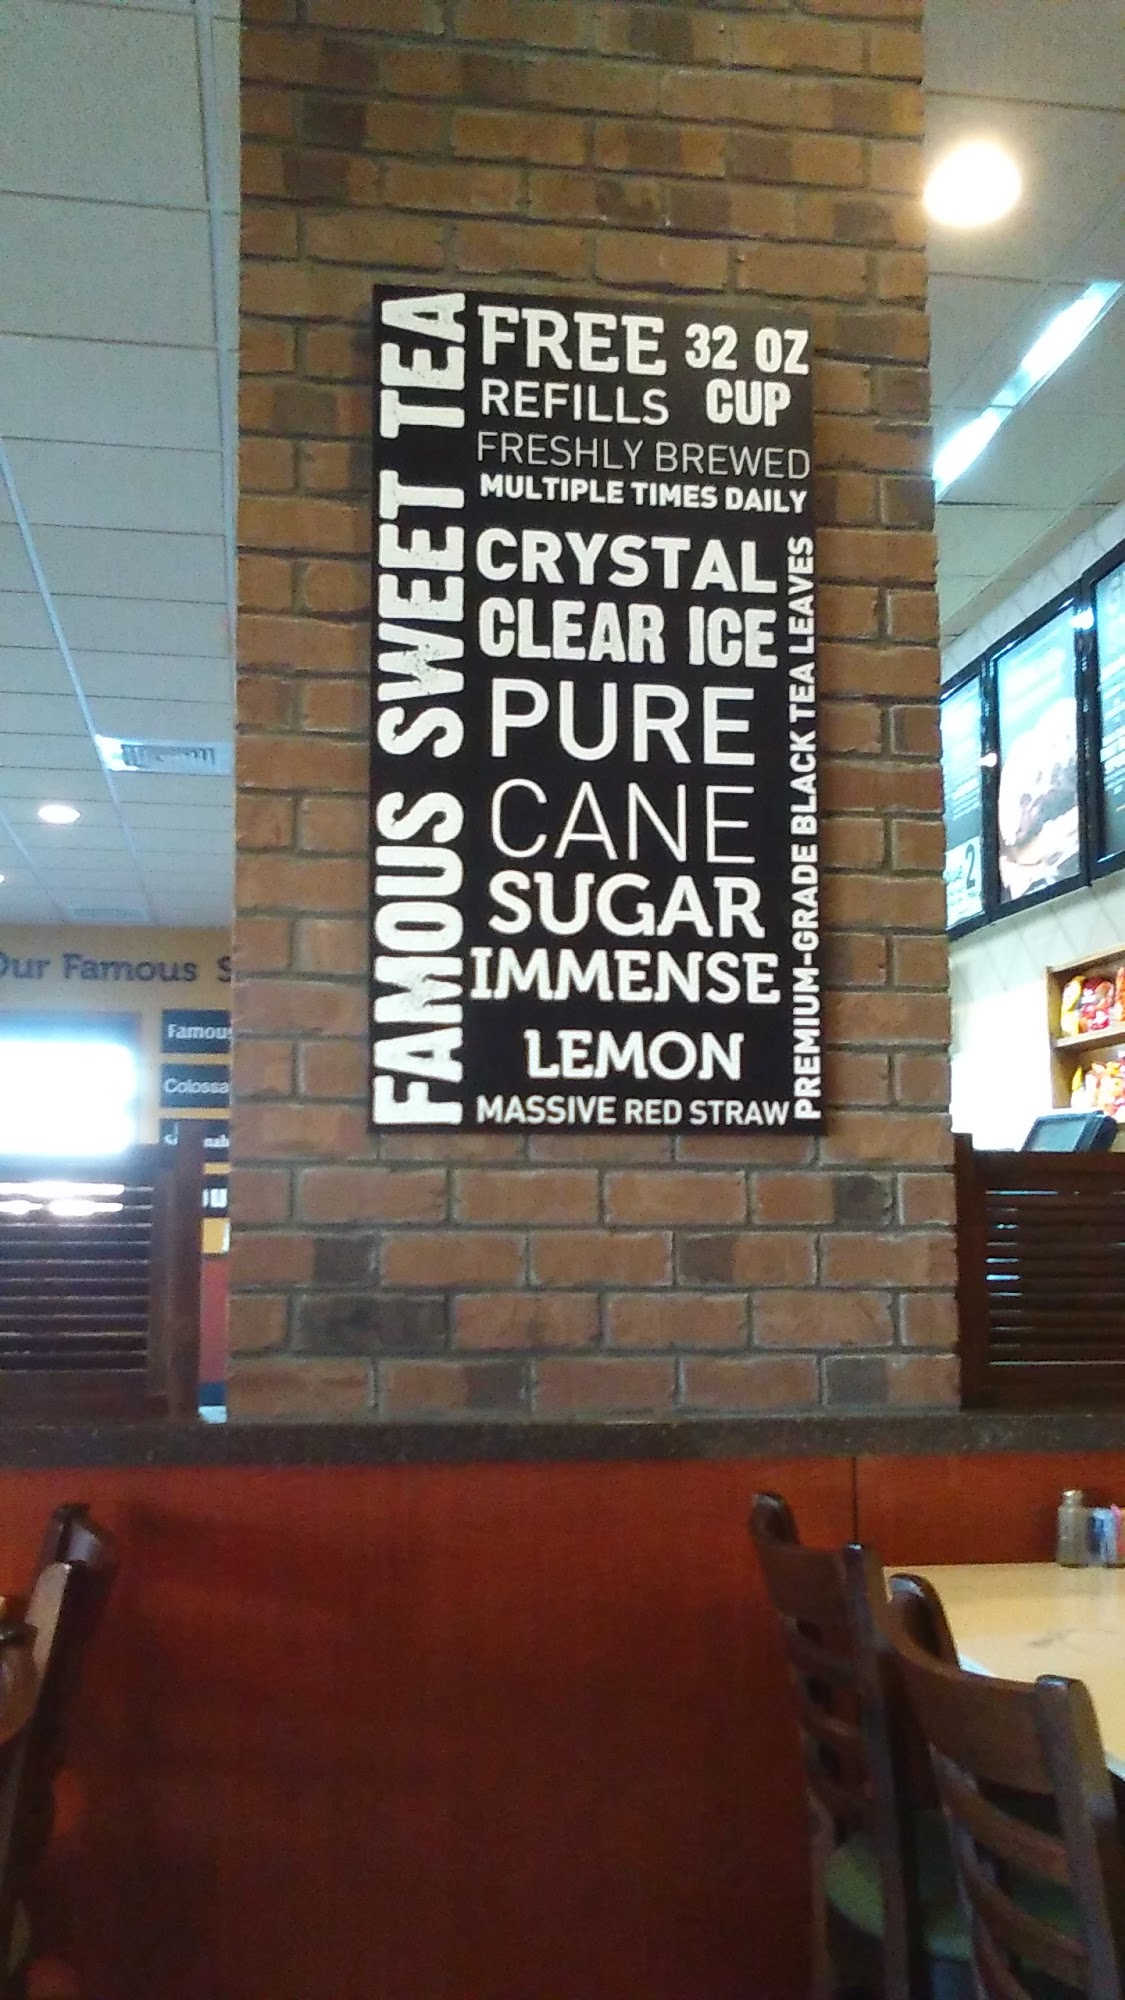 FAMOUS SWEET TEA
FREE 32 OZ
REFILLS CUP
FRESHLY BREWED
MULTIPLE TIMES DAILY
CRYSTAL
CLEAR ICE
PURE
CANE
SUGAR
IMMENSE
LEMON
MASSIVE RED STRAW
PREMIUM-GRADE BLACK TEA LEAVES
Our Famous
Famous
2